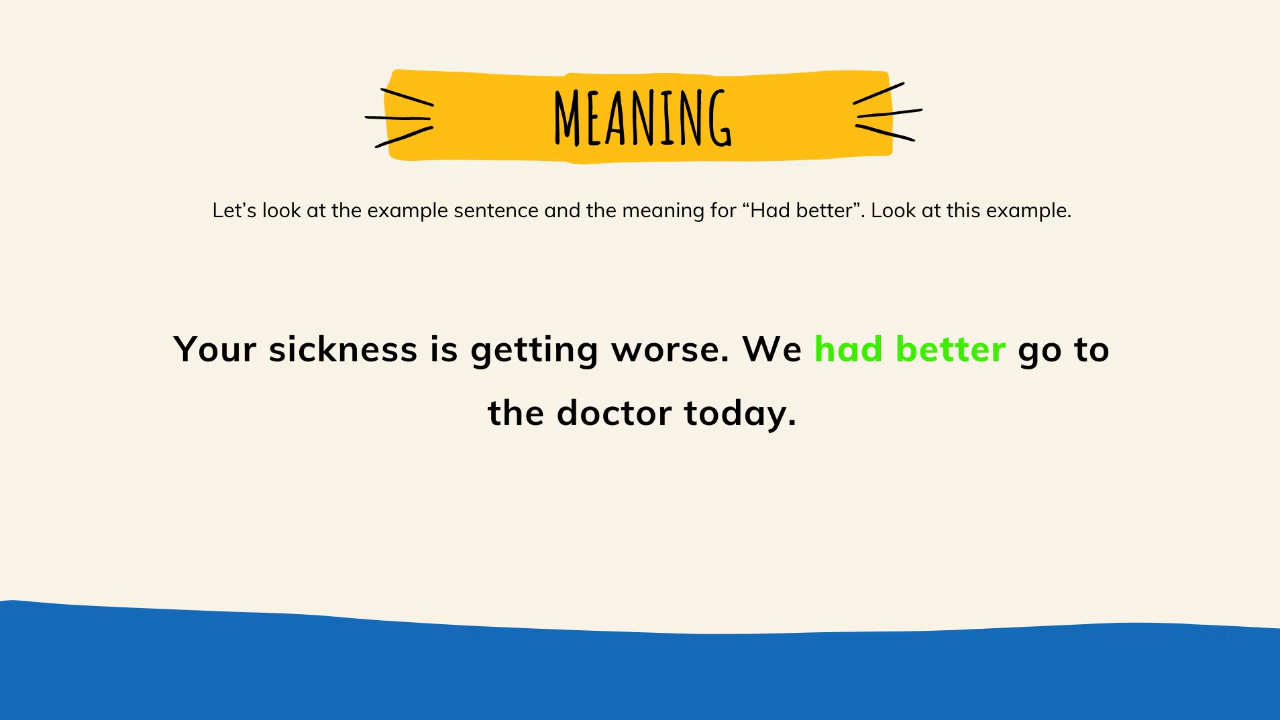 MEANING
Let’s look at the example sentence and the meaning for “Had better”. Look at this example.
Your sickness is getting worse. We had better go to
the doctor today.